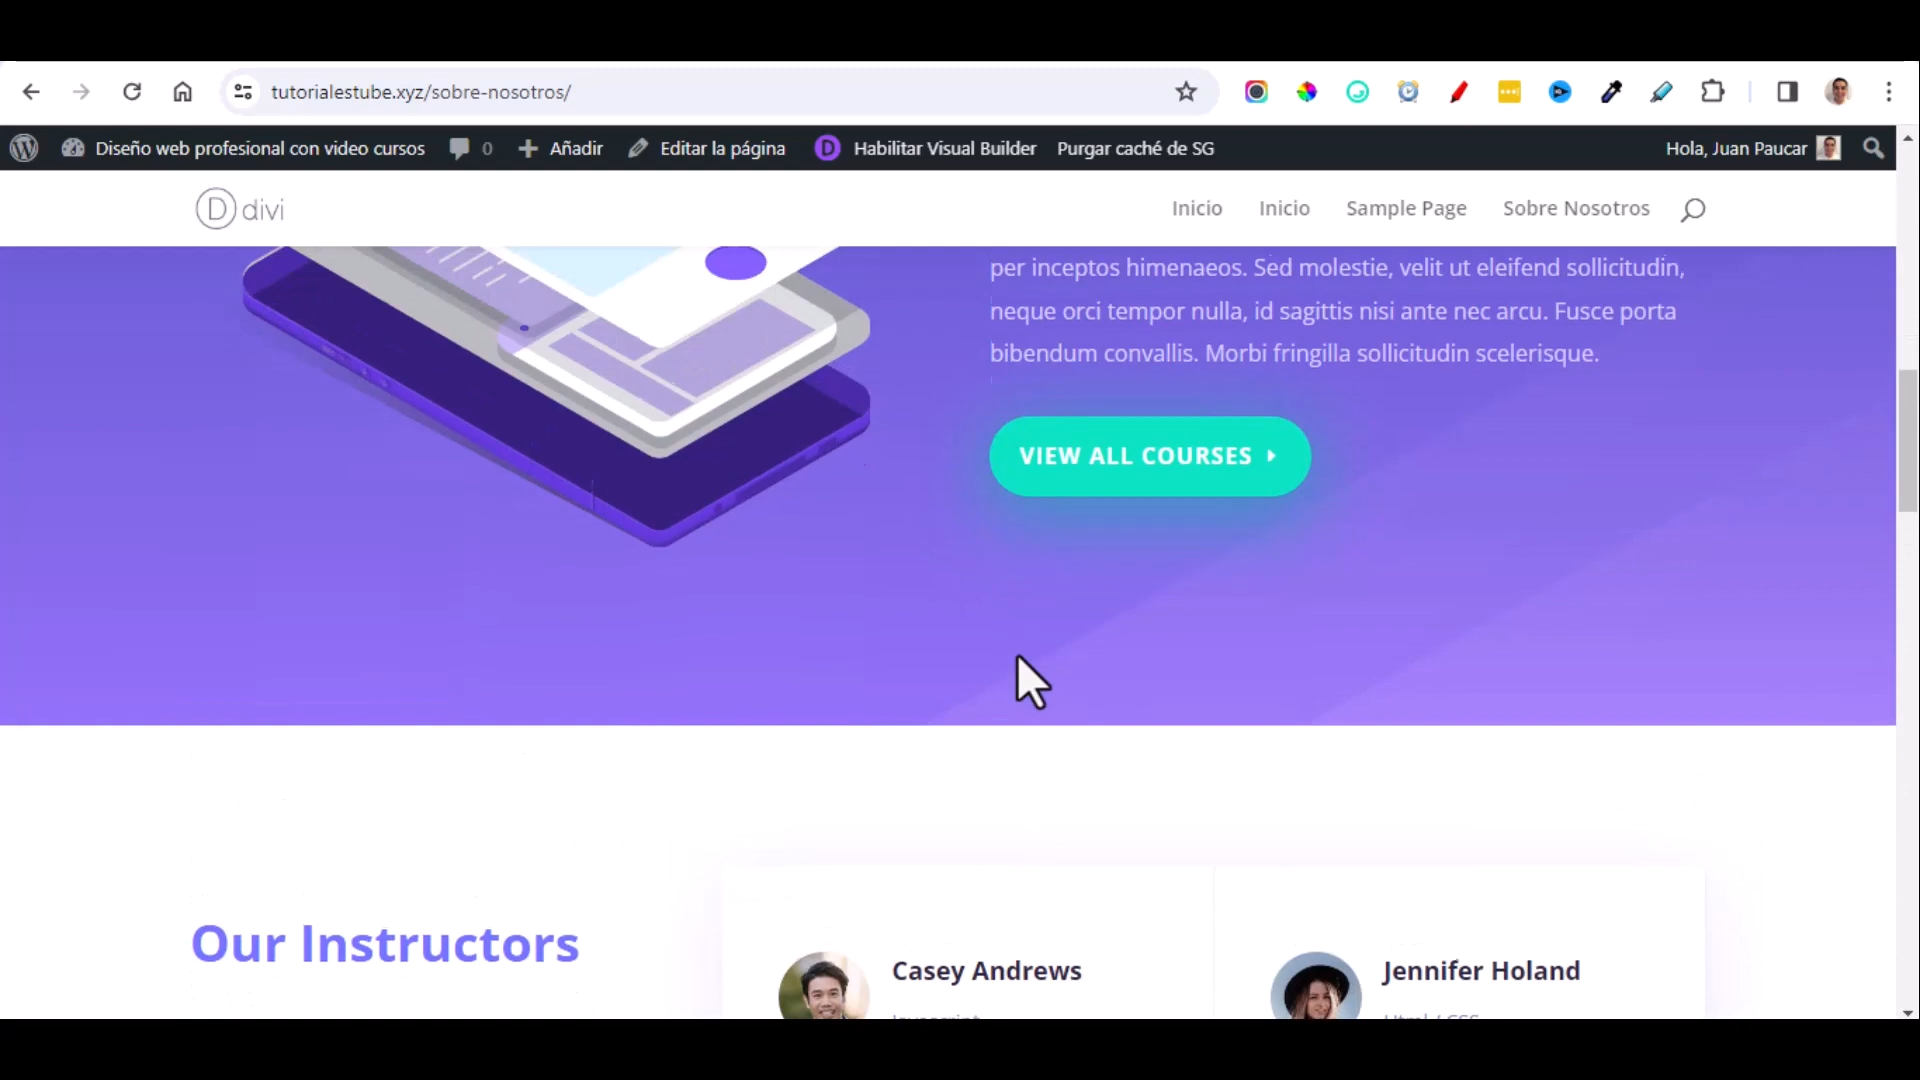 tutorialestube.xyz/sobre-nosotros/
Diseño web profesional con video cursos 0 Añadir Editar la página Habilitar Visual Builder Purgar caché de SG Hola, Juan Paucar
divi Inicio Inicio Sample Page Sobre Nosotros
per inceptos himenaeos. Sed molestie, velit ut eleifend sollicitudin,
neque orci tempor nulla, id sagittis nisi ante nec arcu. Fusce porta
bibendum convallis. Morbi fringilla sollicitudin scelerisque.
VIEW ALL COURSES
Our Instructors
Casey Andrews
Jennifer Holand